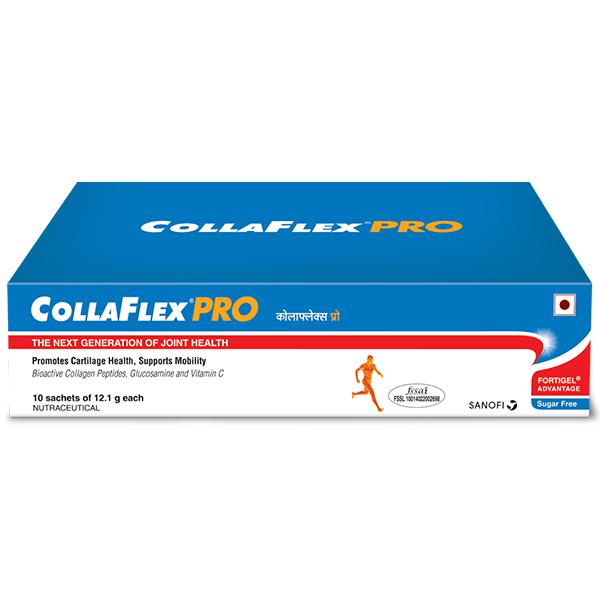 COLLAFLEX™ PRO
COLLAFLEX® PRO कोलाफ्लेक्स प्रो
THE NEXT GENERATION OF JOINT HEALTH
Promotes Cartilage Health, Supports Mobility
Bioactive Collagen Peptides, Glucosamine and Vitamin C
10 sachets of 12.1 g each
NUTRACEUTICAL
fssai
FSSL 10014022002698
SANOFI
FORTIGEL®
ADVANTAGE
Sugar Free